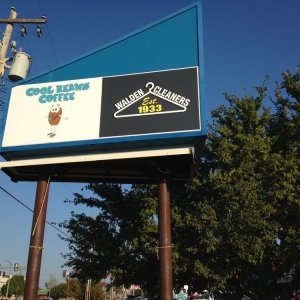 COOL BEANS
COFFEE
WALDEN CLEANERS
Est.
1933